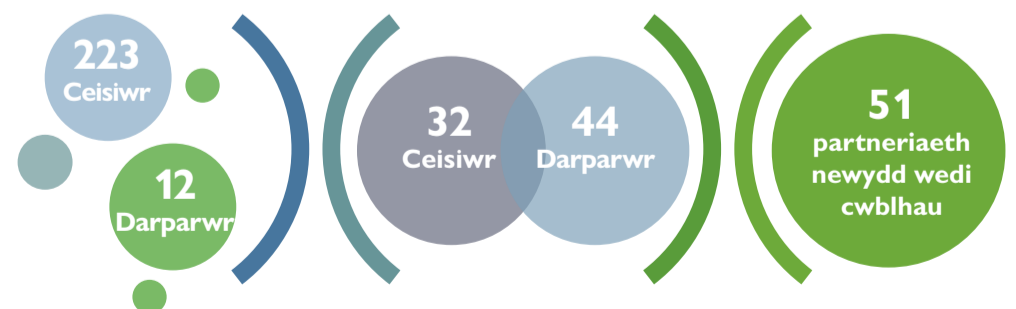 223
Ceisiwr
12
Darparwr
32
Ceisiwr
44
Darparwr
51
partneriaeth
newydd wedi
cwblhau